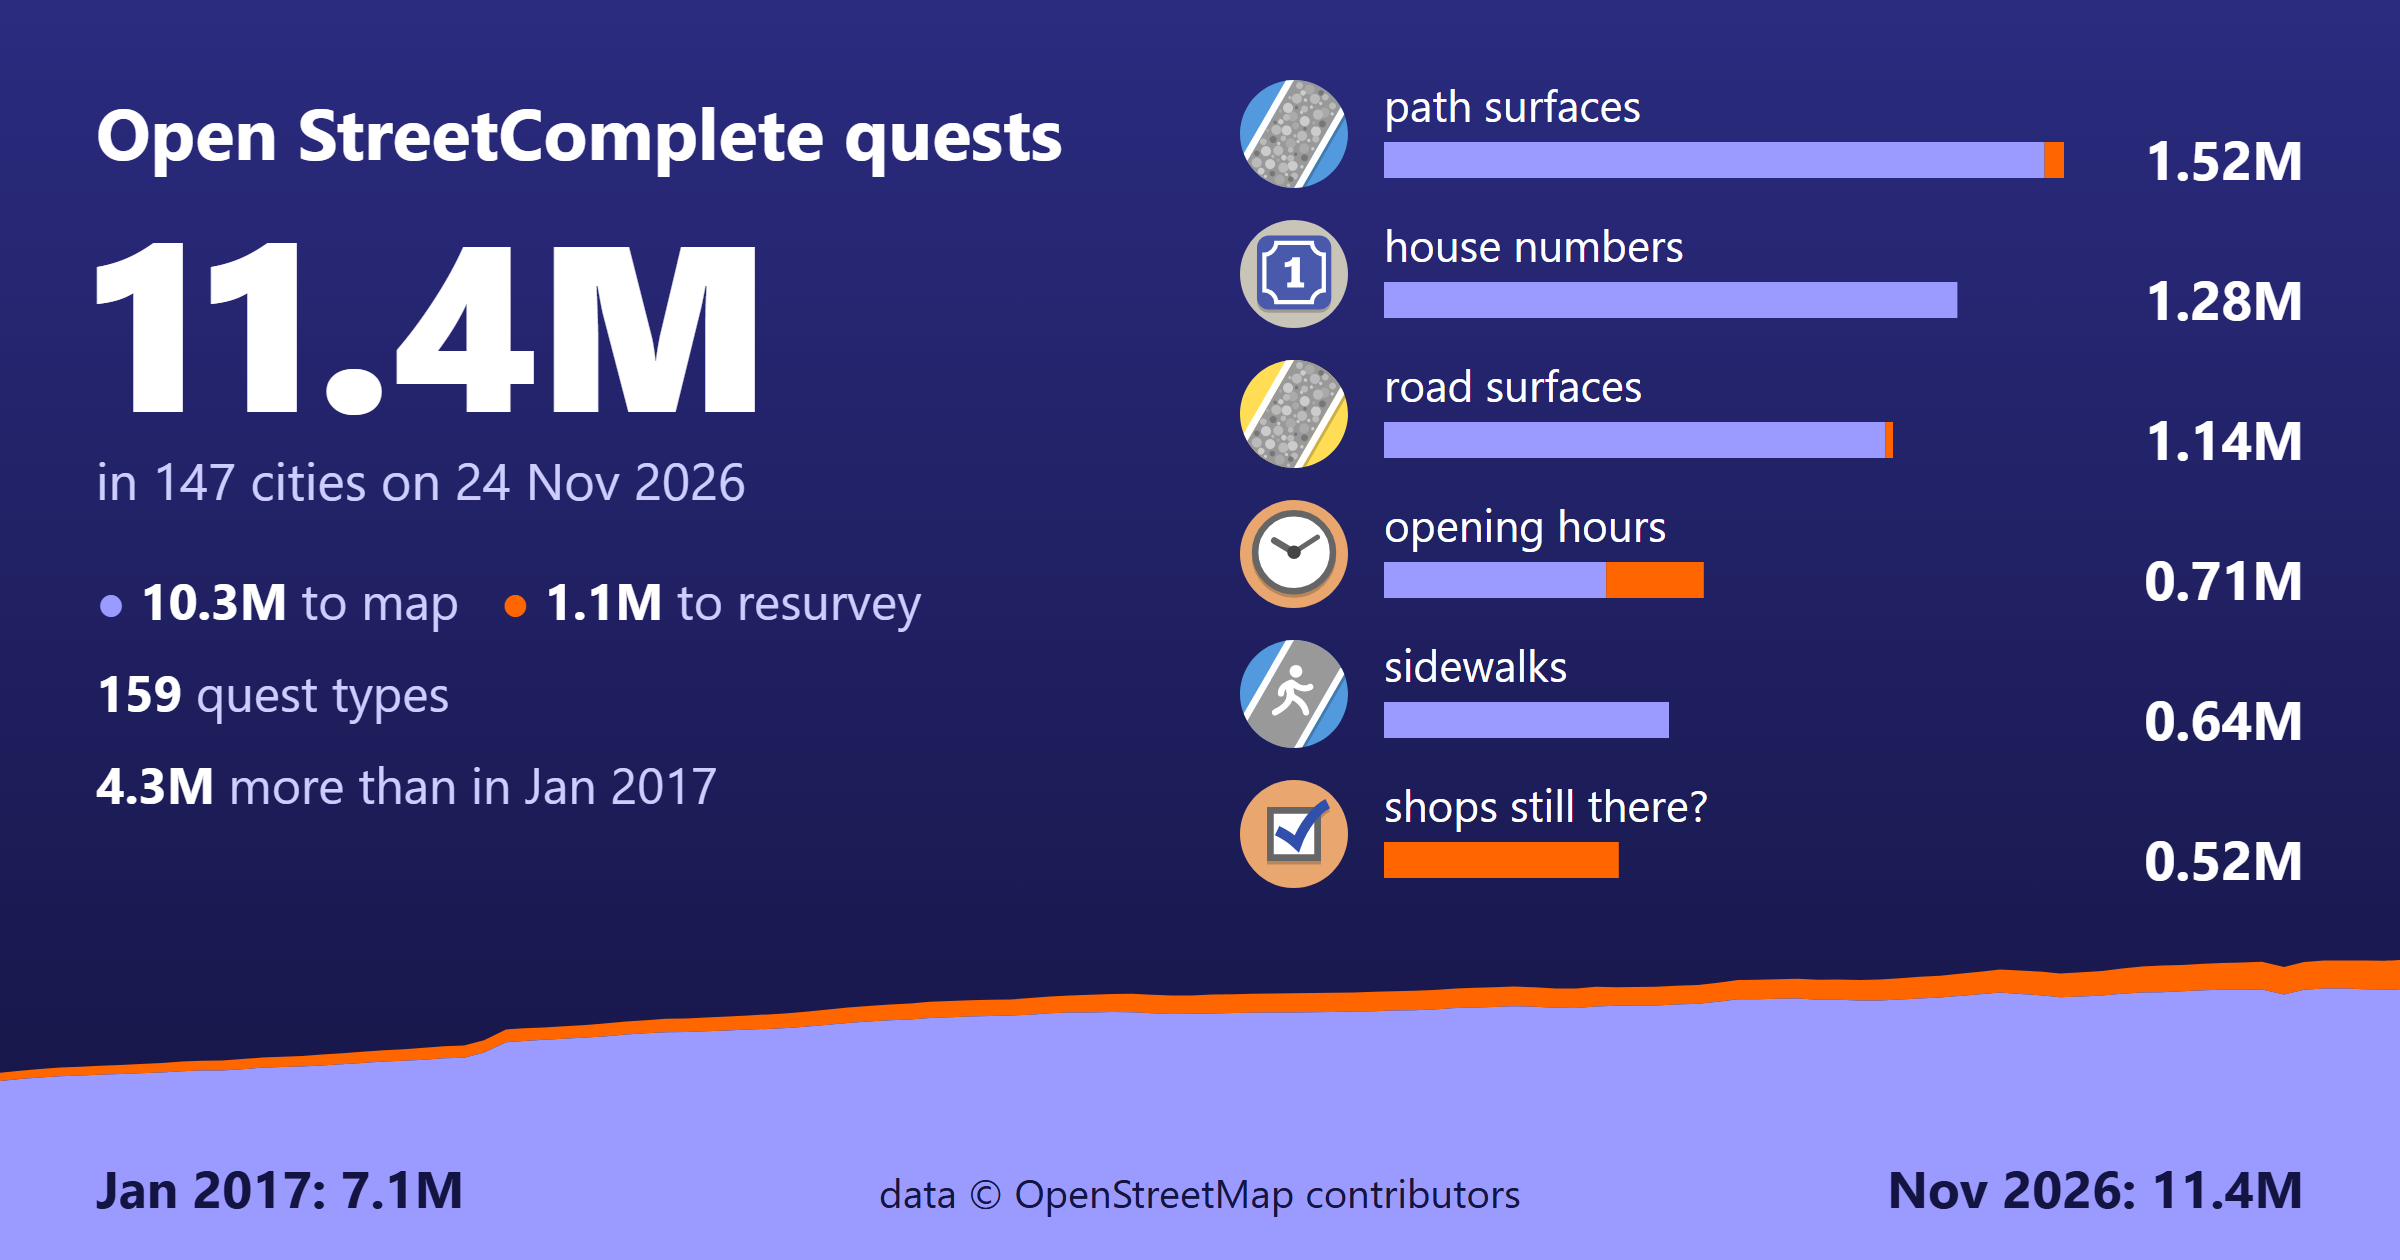 Open StreetComplete quests
11.4M
in 147 cities on 24 Nov 2026
10.3M to map 1.1M to resurvey
159 quest types
4.3M more than in Jan 2017
path surfaces
1.52M
1
house numbers
1.28M
road surfaces
1.14M
opening hours
0.71M
sidewalks
0.64M
shops still there?
0.52M
Jan 2017: 7.1M
data © OpenStreetMap contributors
Nov 2026: 11.4M